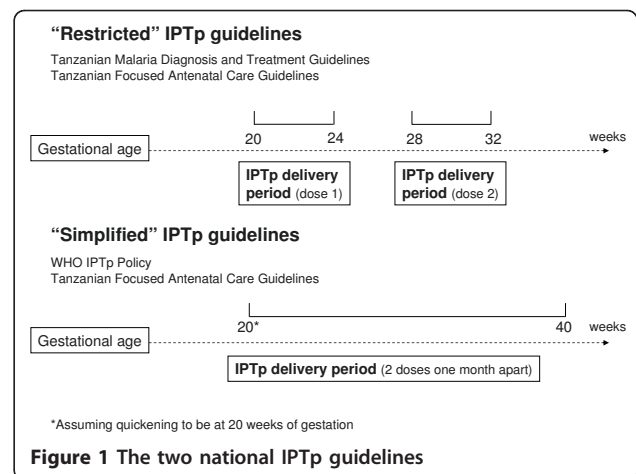 “Restricted” IPTp guidelines
Tanzanian Malaria Diagnosis and Treatment Guidelines
Tanzanian Focused Antenatal Care Guidelines
20 24 28 32 weeks
Gestational age
IPTp delivery
period (dose 1)
IPTp delivery
period (dose 2)
“Simplified” IPTp guidelines
WHO IPTp Policy
Tanzanian Focused Antenatal Care Guidelines
20* 40 weeks
Gestational age
IPTp delivery period (2 doses one month apart)
*Assuming quickening to be at 20 weeks of gestation
Figure 1 The two national IPTp guidelines